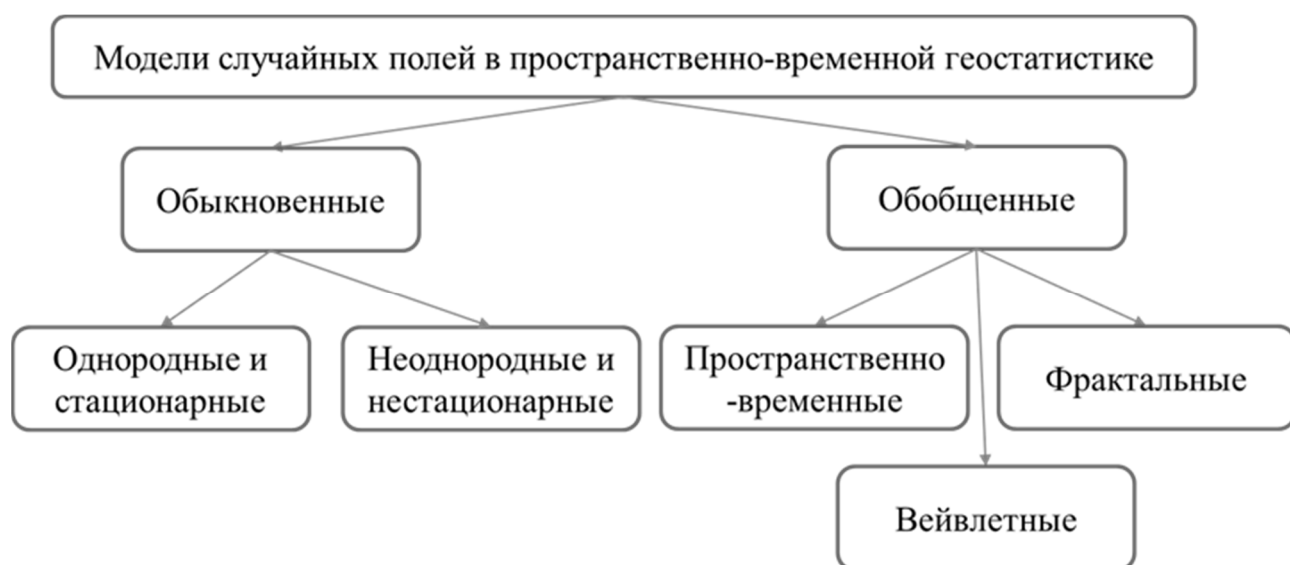 Модели случайных полей в пространственно-временной геостатистике
Обыкновенные
Обобщенные
Однородные и
стационарные
Неоднородные и
нестационарные
Пространственно
-временные
Фрактальные
Вейвлетные